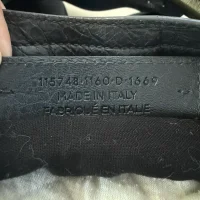 115748·1160·D·1669
MADE IN ITALY
FABRIQUÉ EN ITALIE